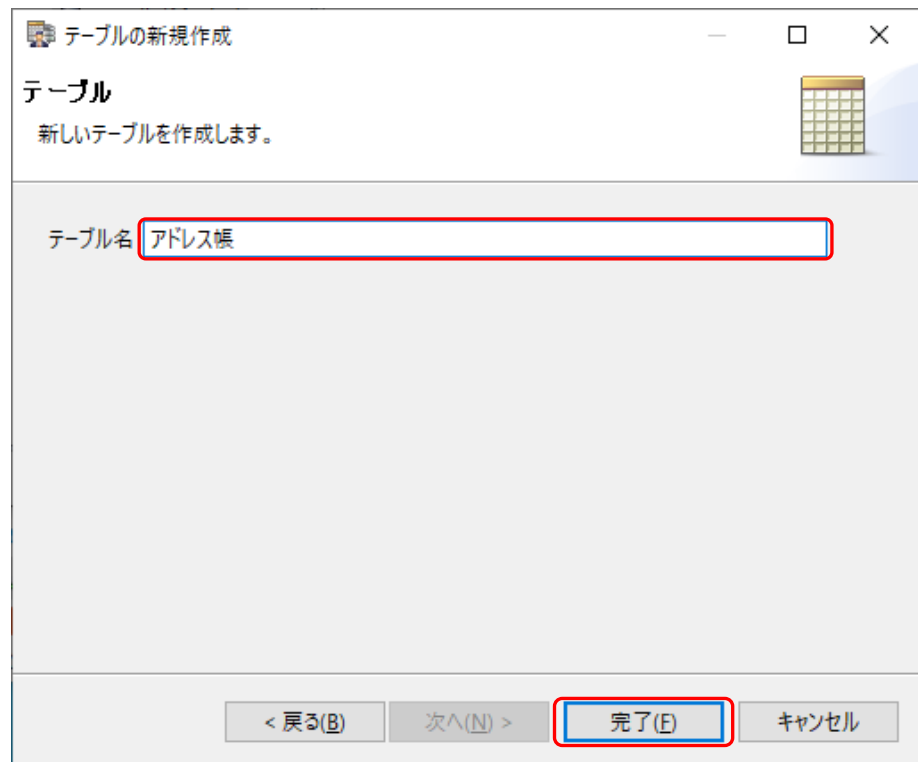 テーブルの新規作成
テーブル
新しいテーブルを作成します。
テーブル名 アドレス帳
< 戻る(B) 次へ(N) > 完了(F) キャンセル